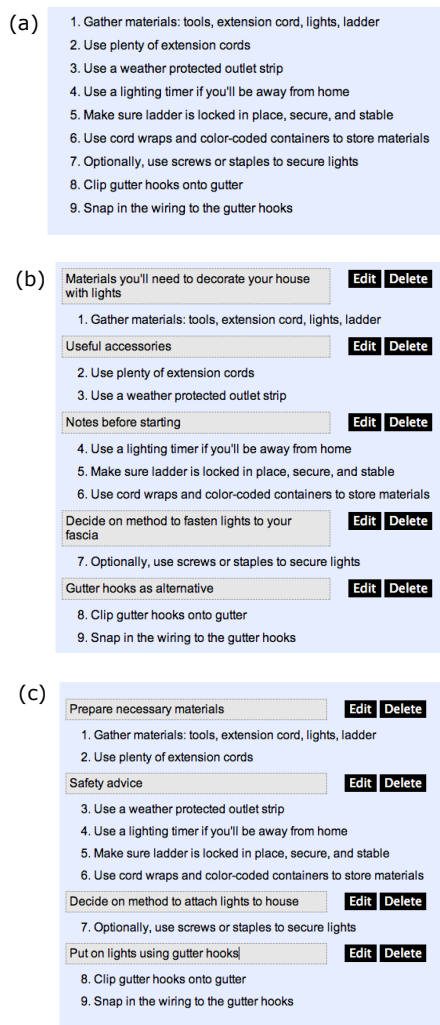 (a)
1. Gather materials: tools, extension cord, lights, ladder
2. Use plenty of extension cords
3. Use a weather protected outlet strip
4. Use a lighting timer if you'll be away from home
5. Make sure ladder is locked in place, secure, and stable
6. Use cord wraps and color-coded containers to store materials
7. Optionally, use screws or staples to secure lights
8. Clip gutter hooks onto gutter
9. Snap in the wiring to the gutter hooks
(b)
Materials you'll need to decorate your house
with lights
Edit Delete
1. Gather materials: tools, extension cord, lights, ladder
Useful accessories Edit Delete
2. Use plenty of extension cords
3. Use a weather protected outlet strip
Notes before starting Edit Delete
4. Use a lighting timer if you'll be away from home
5. Make sure ladder is locked in place, secure, and stable
6. Use cord wraps and color-coded containers to store materials
Decide on method to fasten lights to your
fascia
Edit Delete
7. Optionally, use screws or staples to secure lights
Gutter hooks as alternative Edit Delete
8. Clip gutter hooks onto gutter
9. Snap in the wiring to the gutter hooks
(c)
Prepare necessary materials Edit Delete
1. Gather materials: tools, extension cord, lights, ladder
2. Use plenty of extension cords
Safety advice Edit Delete
3. Use a weather protected outlet strip
4. Use a lighting timer if you'll be away from home
5. Make sure ladder is locked in place, secure, and stable
6. Use cord wraps and color-coded containers to store materials
Decide on method to attach lights to house Edit Delete
7. Optionally, use screws or staples to secure lights
Put on lights using gutter hooks Edit Delete
8. Clip gutter hooks onto gutter
9. Snap in the wiring to the gutter hooks